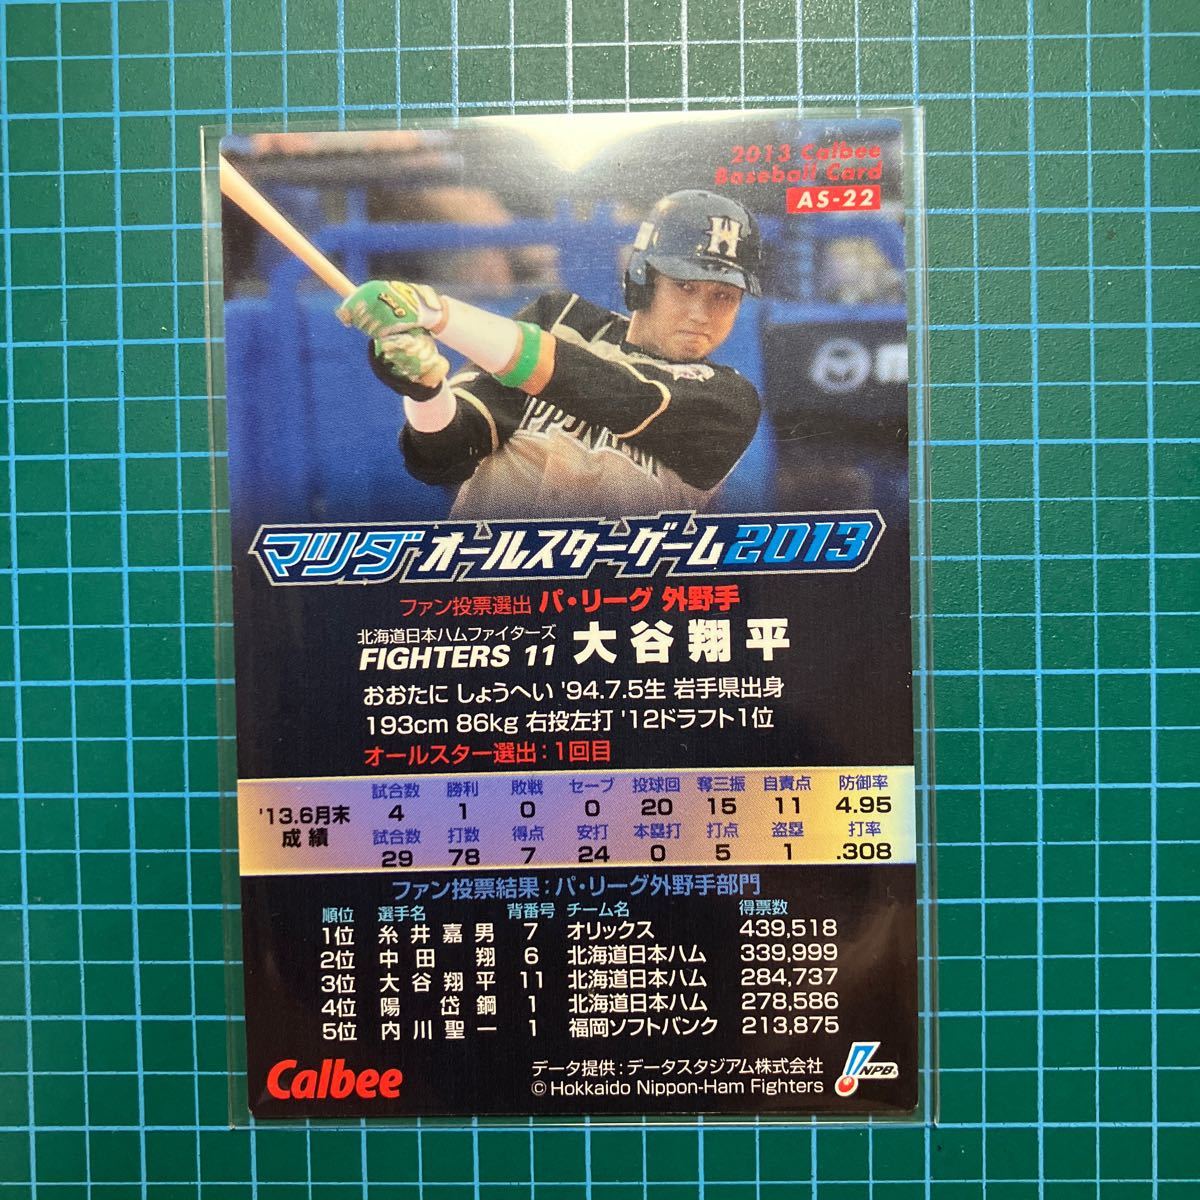 2013 Calbee
Baseball Card
AS-22
H
マツダオールスターゲーム2013
ファン投票選出 パ・リーグ 外野手
北海道日本ハムファイターズ
FIGHTERS 11 大谷翔平
おおたに しょうへい '94.7.5生 岩手県出身
193cm 86kg 右投左打 '12ドラフト1位
オールスター選出:1回目
'13.6月末
成績
試合数 勝利 敗戦 セーブ 投球回 奪三振 自責点 防御率
4 1 0 0 20 15 11 4.95
試合数 打数 得点 安打 本塁打 打点 盗塁 打率
29 78 7 24 0 5 1 .308
ファン投票結果:パ・リーグ外野手部門
順位 選手名 背番号 チーム名 得票数
1位 糸井嘉男 7 オリックス 439,518
2位 中田 翔 6 北海道日本ハム 339,999
3位 大谷翔平 11 北海道日本ハム 284,737
4位 陽 岱鋼 1 北海道日本ハム 278,586
5位 内川聖一 1 福岡ソフトバンク 213,875
Calbee
データ提供:データスタジアム株式会社
©Hokkaido Nippon-Ham Fighters
NPB